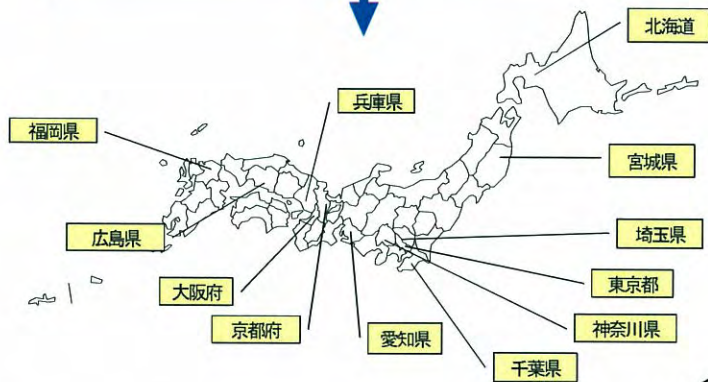 北海道
兵庫県
福岡県
宮城県
広島県
埼玉県
東京都
大阪府
京都府
愛知県
神奈川県
千葉県